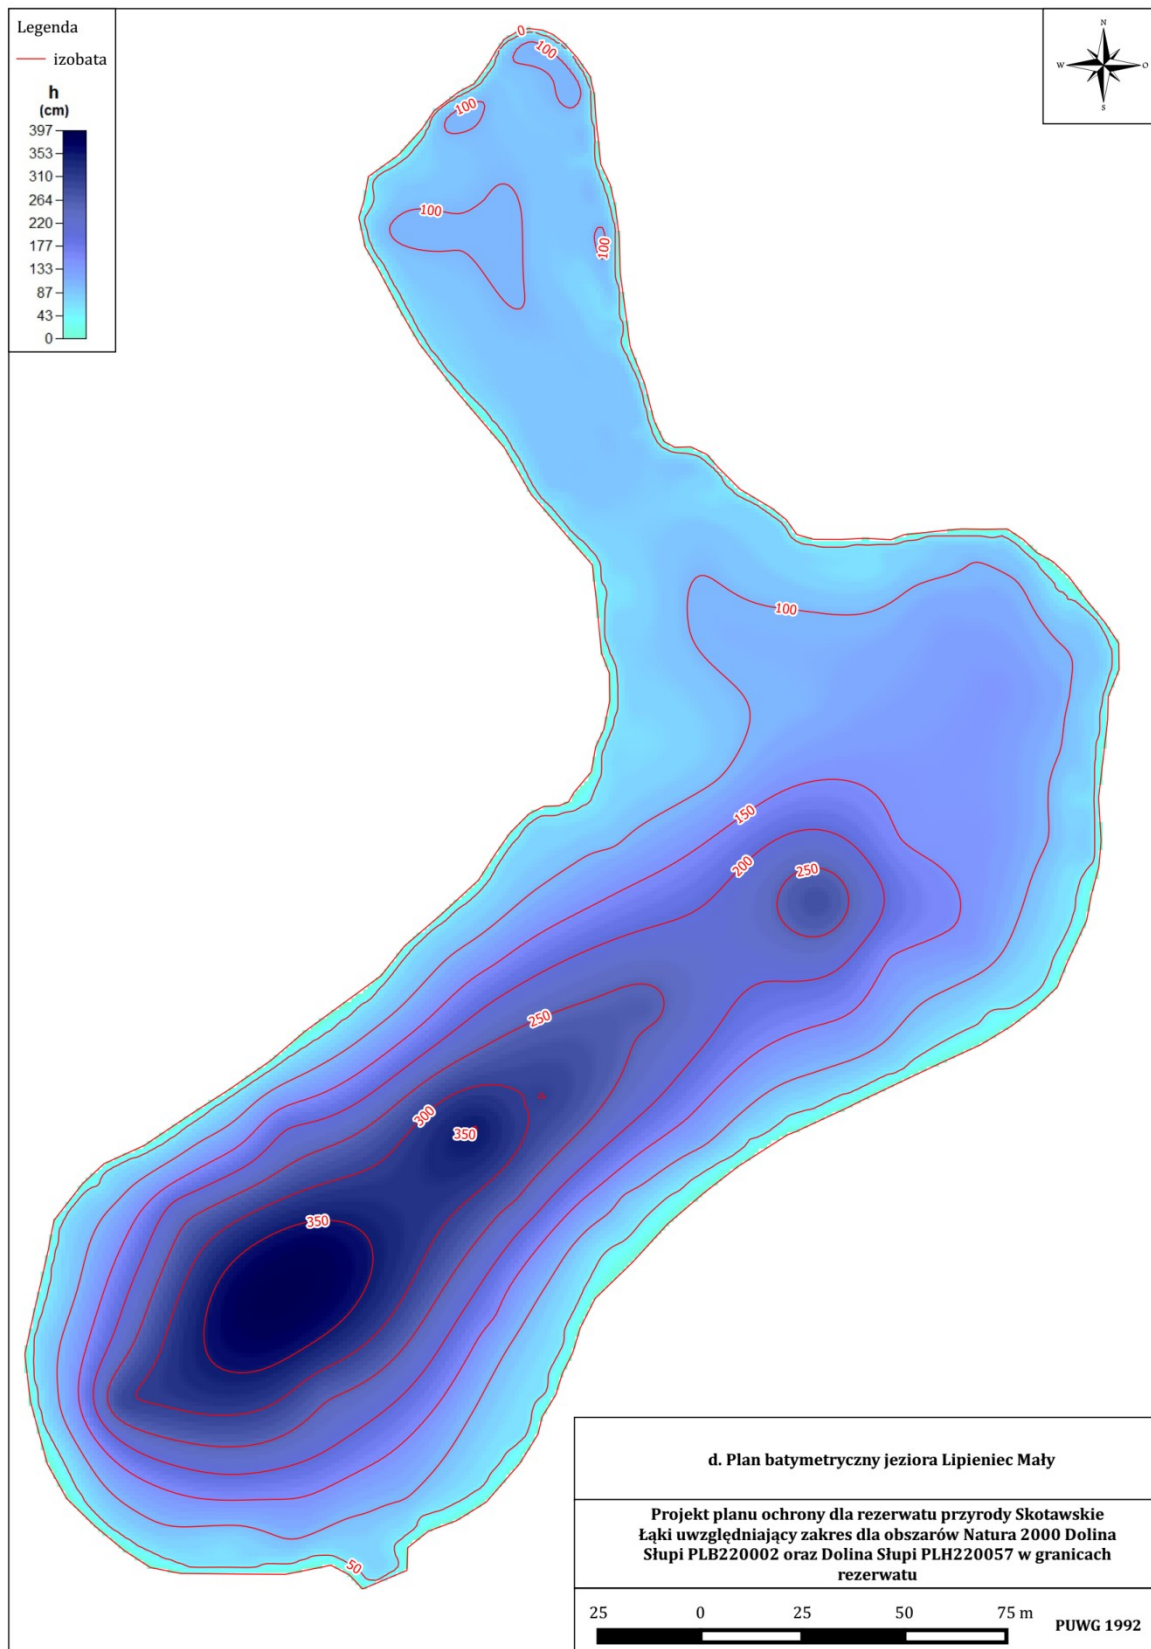 Legenda
izobata
h
(cm)
397
353
310
264
220
177
133
87
43
0
N
W O
S
0
100
100
100
100
100
150
200
250
250
300
350
350
50
d. Plan batymetryczny jeziora Lipieniec Mały
Projekt planu ochrony dla rezerwatu przyrody Skotawskie
Łąki uwzględniający zakres dla obszarów Natura 2000 Dolina
Słupi PLB220002 oraz Dolina Słupi PLH220057 w granicach
rezerwatu
25 0 25 50 75 m
PUWG 1992